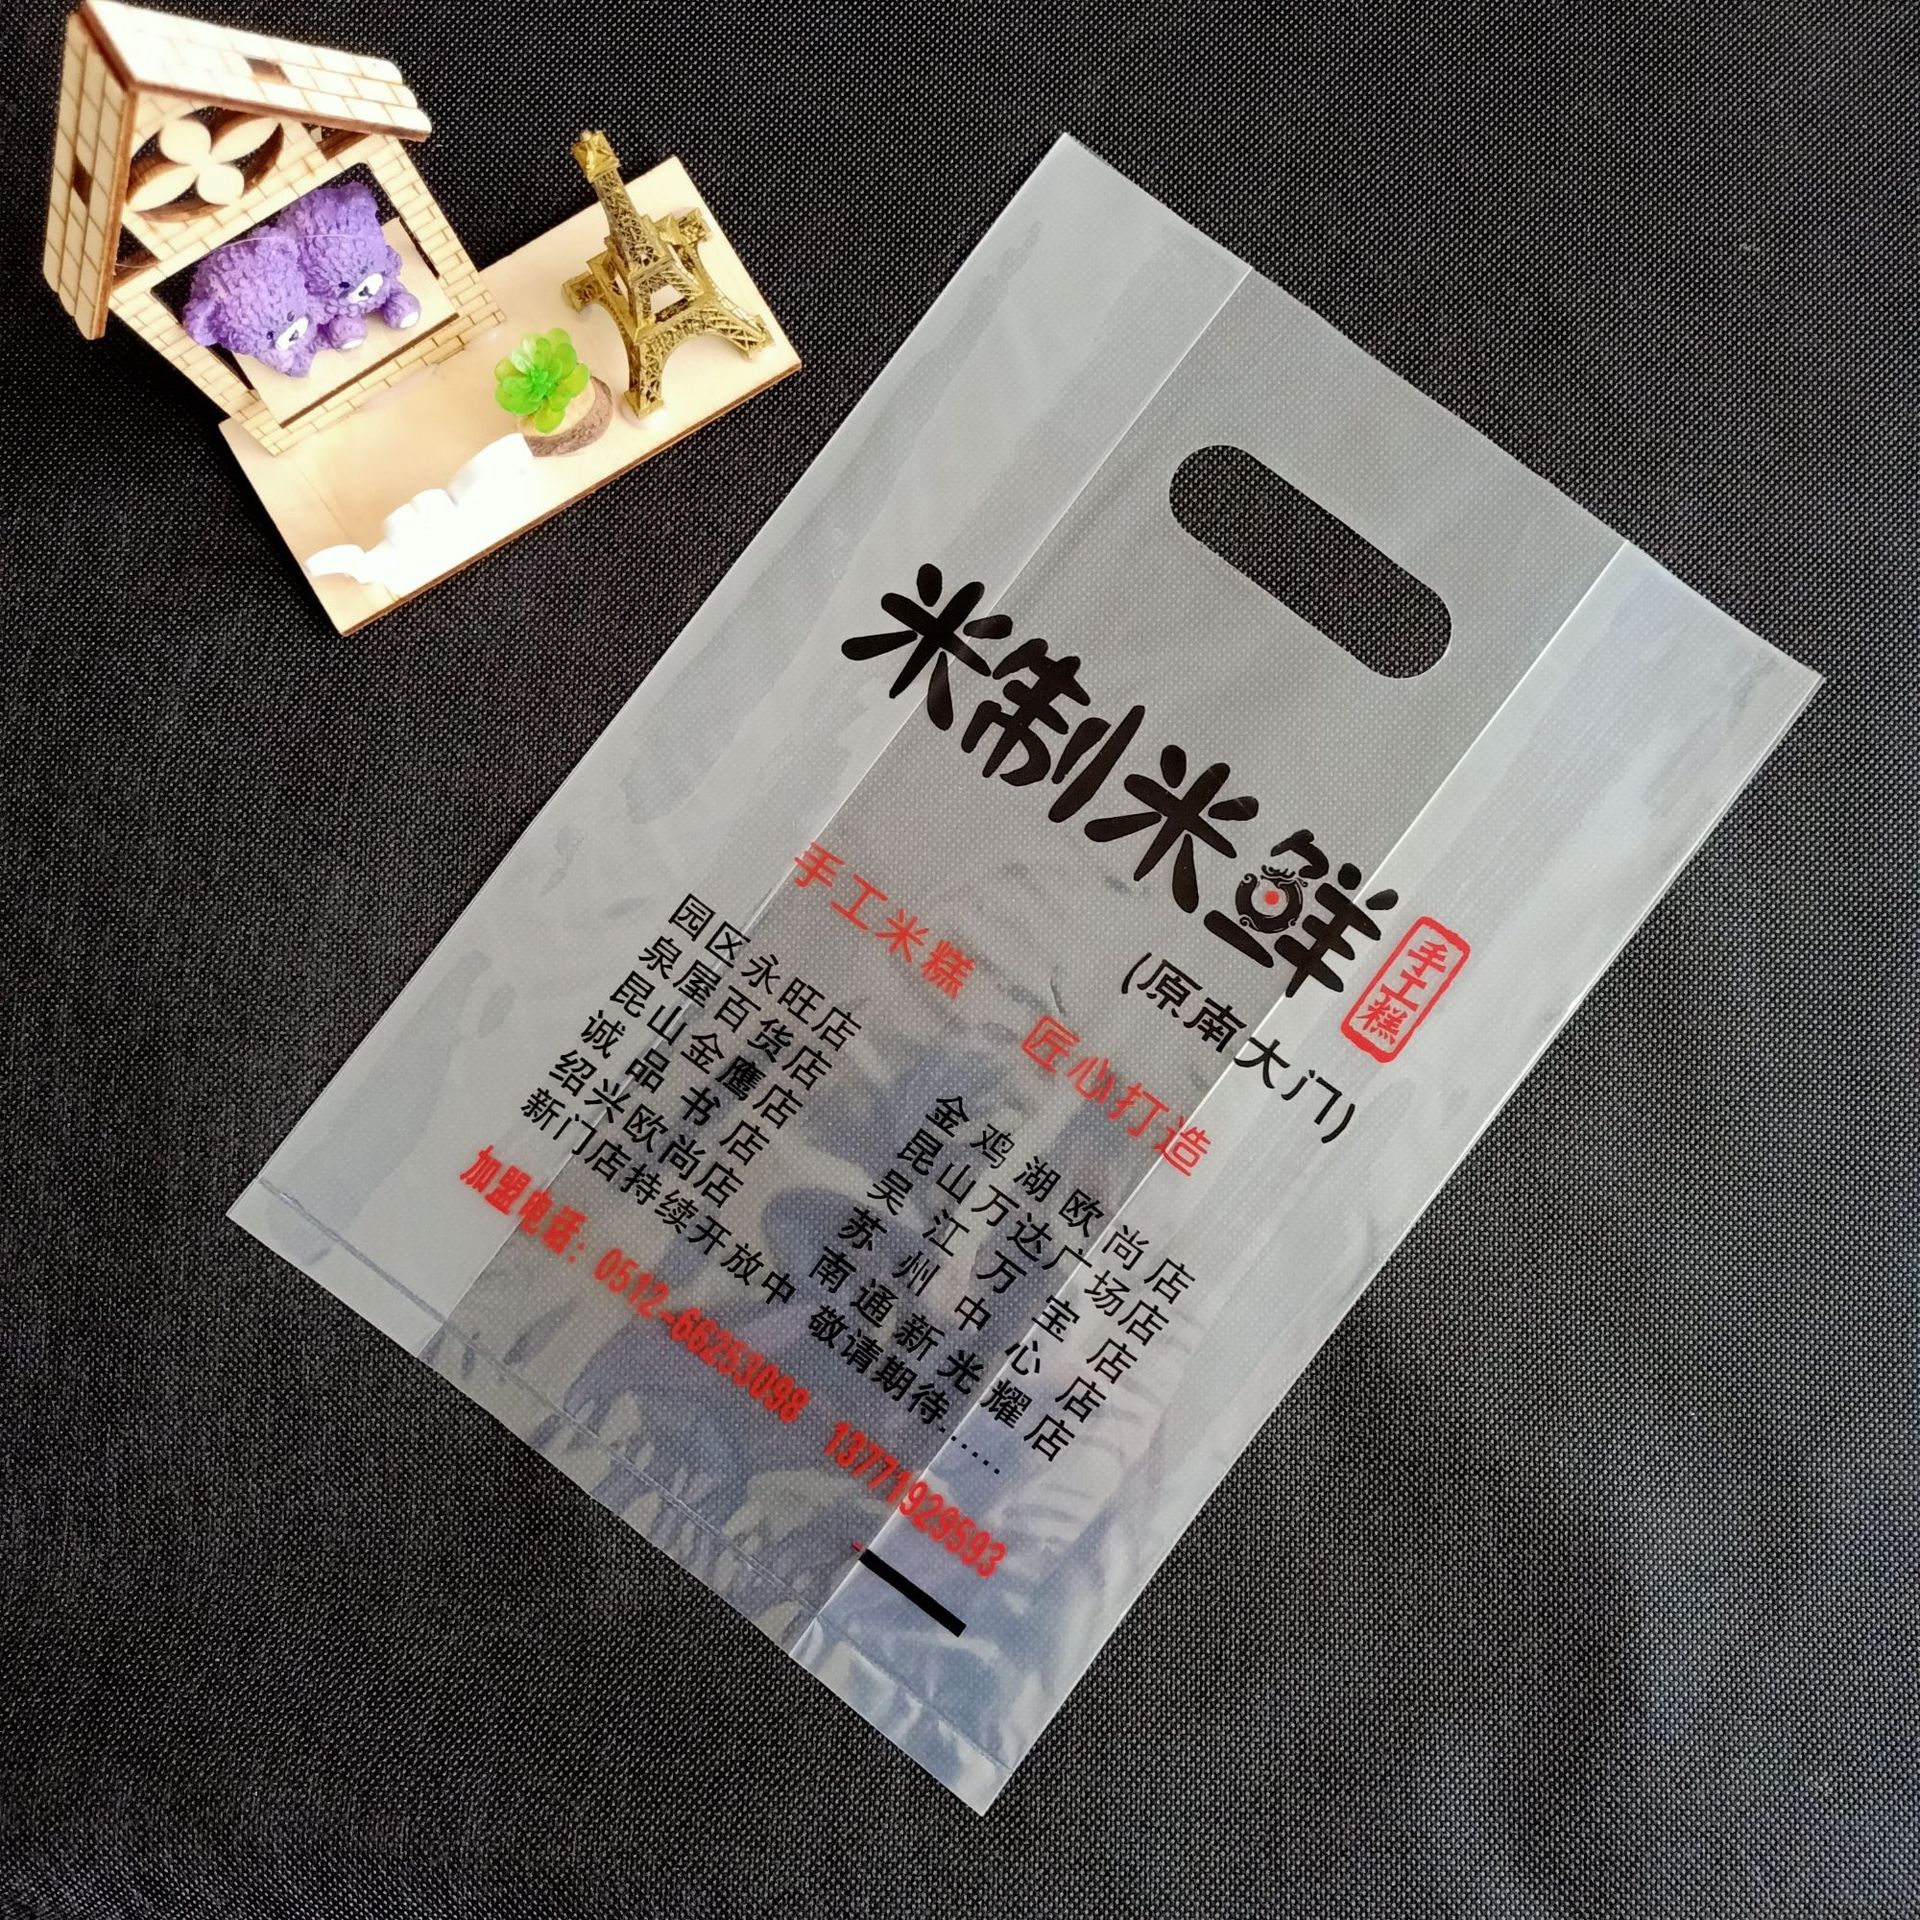 米制米鲜
手工糕
(原南大门)
手工米糕 匠心打造
园区永旺店 金鸡湖欧尚店
泉屋百货店 昆山万达广场店
昆山金鹰店 吴江万宝店
诚品书店 苏州中心店
绍兴欧尚店 南通新光耀店
新门店持续开放中 敬请期待......
加盟电话: 0512-66253098 13771929593